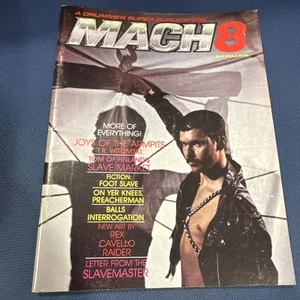 A DRUMMER SUPER PUBLICATION
MACH 8
MORE OF
EVERYTHING!
JOYS OF THE ARMPITS
TOM OF FINLAND'S
SLAVE MARKET
FICTION:
FOOT SLAVE
ON YER KNEES,
PREACHERMAN
BALLS
INTERROGATION
NEW ART BY:
REX
CAVELLO
RAIDER
LETTER FROM THE
SLAVEMASTER